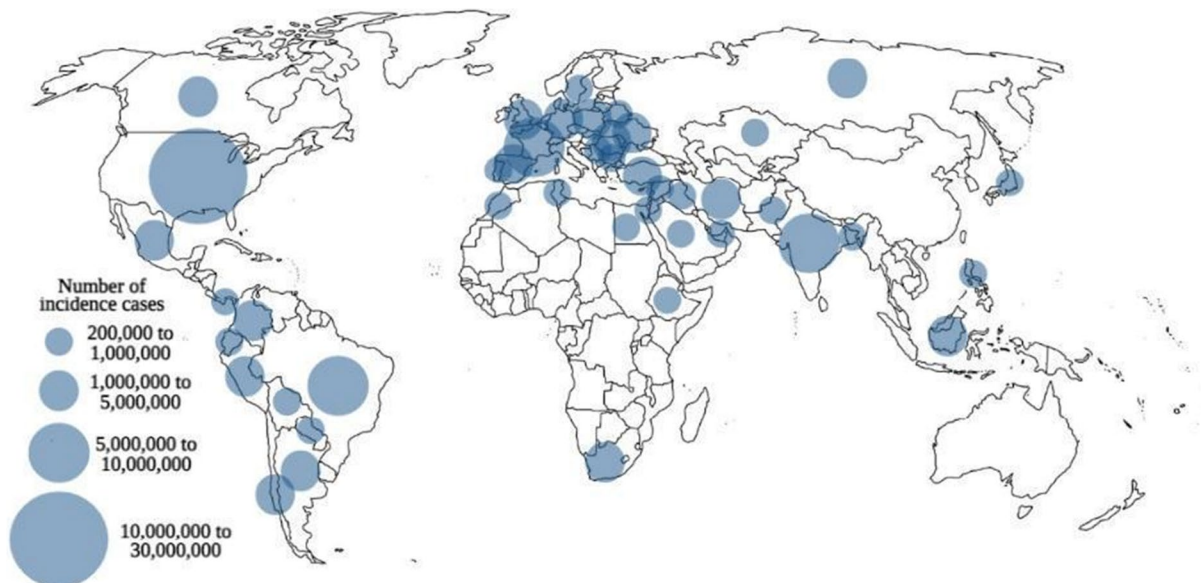 Number of
incidence cases
200,000 to
1,000,000
1,000,000 to
5,000,000
5,000,000 to
10,000,000
10,000,000 to
30,000,000